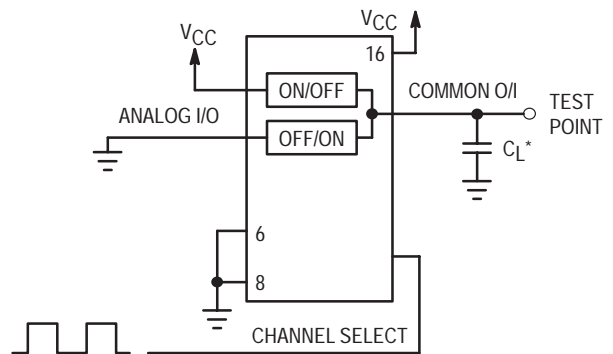 VCC
VCC
16
ON/OFF
COMMON O/I
ANALOG I/O
OFF/ON
TEST
POINT
CL*
6
8
CHANNEL SELECT